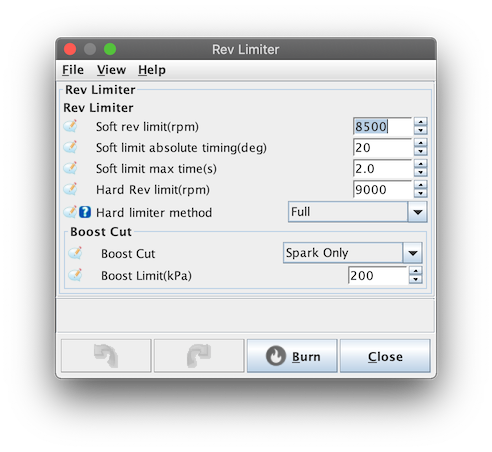 Rev Limiter
File View Help
Rev Limiter
Rev Limiter
Soft rev limit(rpm) 8500
Soft limit absolute timing(deg) 20
Soft limit max time(s) 2.0
Hard Rev limit(rpm) 9000
? Hard limiter method Full
Boost Cut
Boost Cut Spark Only
Boost Limit(kPa) 200
Burn Close